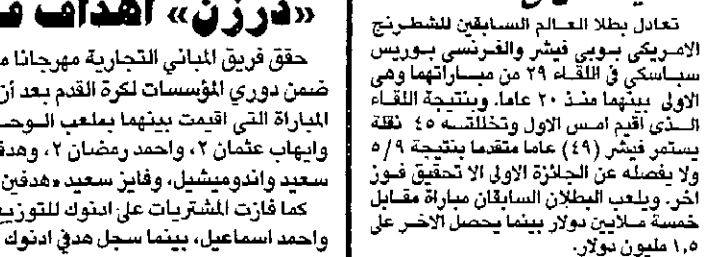 تعادل بطلا العالم السابقين للشطرنج
الامريكي بوبي فيشر والفرنسي بوريس
سباسكي في اللقاء ٢٩ من مباراتهما وهي
الاولى بينهما منذ ٢٠ عاما. وبنتيجة اللقاء
الذي اقيم امس الاول وتخللته ٤٥ نقلة
يستمر فيشر (٤٩) عاما متقدما بنتيجة ٩/٥
ولا يفصله عن الجائزة الاولى الا تحقيق فوز
اخر. ويلعب البطلان السابقان مباراة مقابل
خمسة ملايين دولار بينما يحصل الاخر على
١,٥ مليون دولار.
«درزن» اهداف
حقق فريق المباني التجارية مهرجانا
ضمن دوري المؤسسات لكرة القدم بعد أن
المباراة التي اقيمت بينهما بملعب
وايهاب عثمان ٢، واحمد رمضان ٢،
سعيد واندوميشيل، وفايز سعيد «هدفين
كما فازت المشتريات على ادنوك للتوزيع
واحمد اسماعيل، بينما سجل هدفي ادنوك